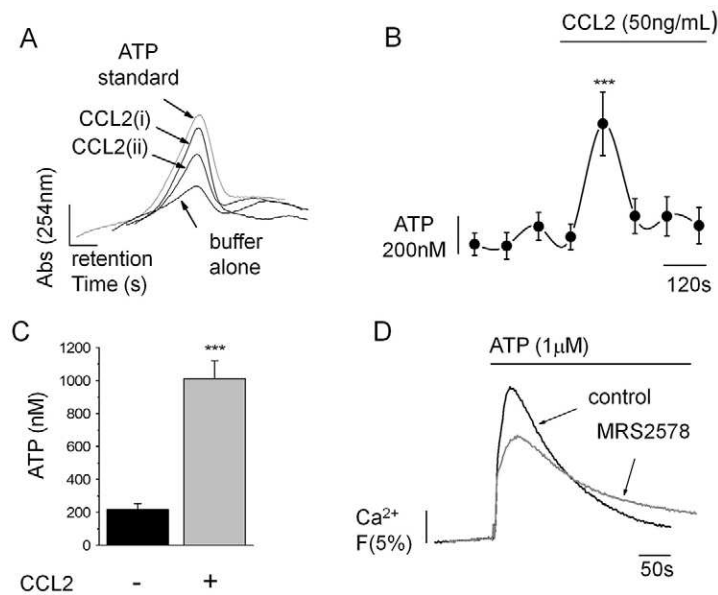 A
ATP
standard
CCL2(i)
CCL2(ii)
Abs (254nm)
retention
Time (s)
buffer
alone
B
CCL2 (50ng/mL)
***
ATP
200nM
120s
C
ATP (nM)
1200
1000
800
600
400
200
0
***
CCL2 - +
D
ATP (1μM)
control
MRS2578
Ca²⁺
F(5%)
50s